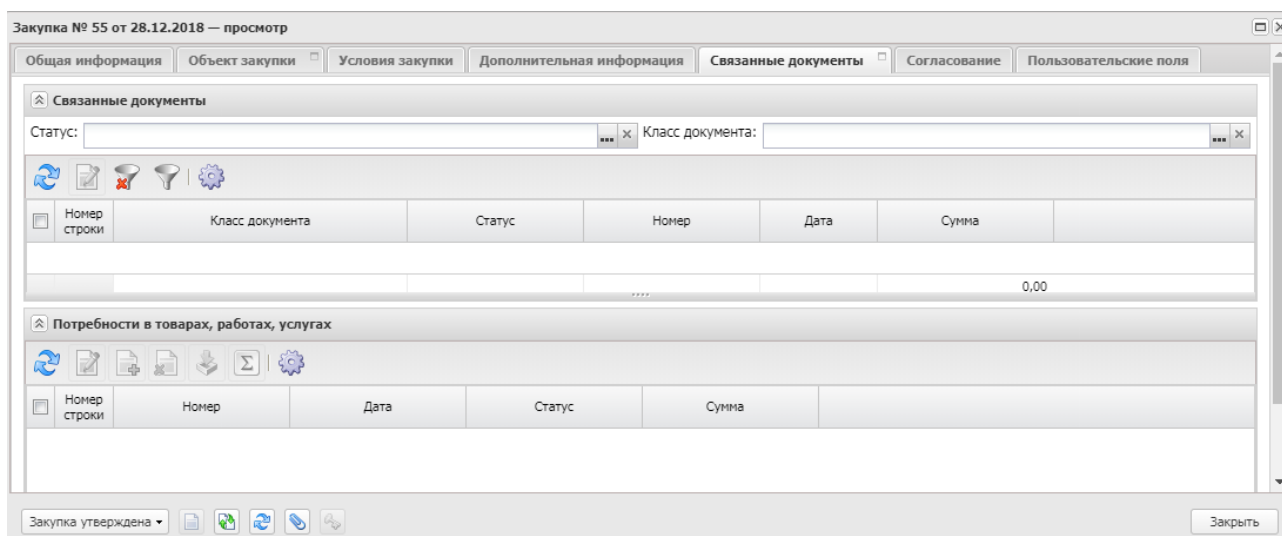 Закупка № 55 от 28.12.2018 — просмотр
Общая информация Объект закупки Условия закупки Дополнительная информация Связанные документы Согласование Пользовательские поля
Связанные документы
Статус: Класс документа:
Номер строки Класс документа Статус Номер Дата Сумма
0,00
Потребности в товарах, работах, услугах
Номер строки Номер Дата Статус Сумма
Закупка утверждена Закрыть